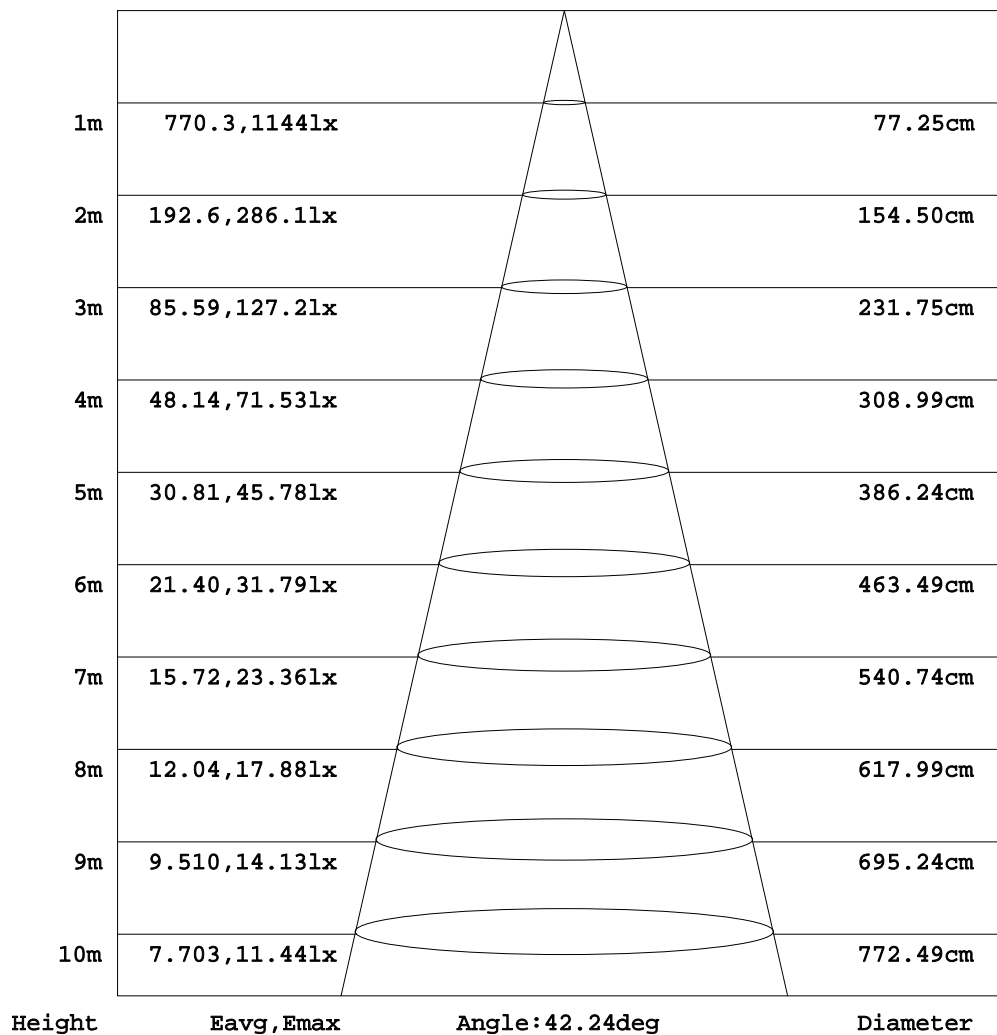 1m 770.3,1144lx 77.25cm
2m 192.6,286.1lx 154.50cm
3m 85.59,127.2lx 231.75cm
4m 48.14,71.53lx 308.99cm
5m 30.81,45.78lx 386.24cm
6m 21.40,31.79lx 463.49cm
7m 15.72,23.36lx 540.74cm
8m 12.04,17.88lx 617.99cm
9m 9.510,14.13lx 695.24cm
10m 7.703,11.44lx 772.49cm
Height Eavg,Emax Angle:42.24deg Diameter